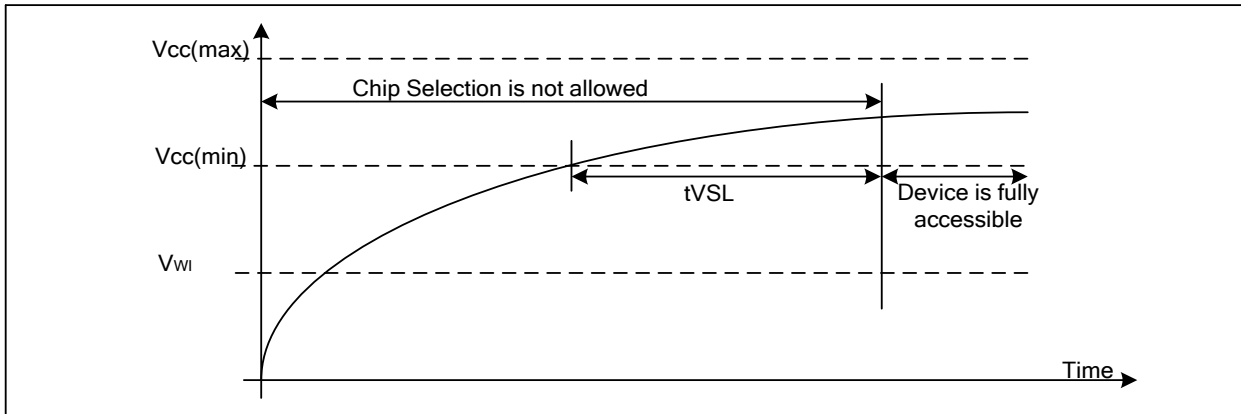 Vcc(max)
Chip Selection is not allowed
Vcc(min)
tVSL
Device is fully
accessible
VWI
Time